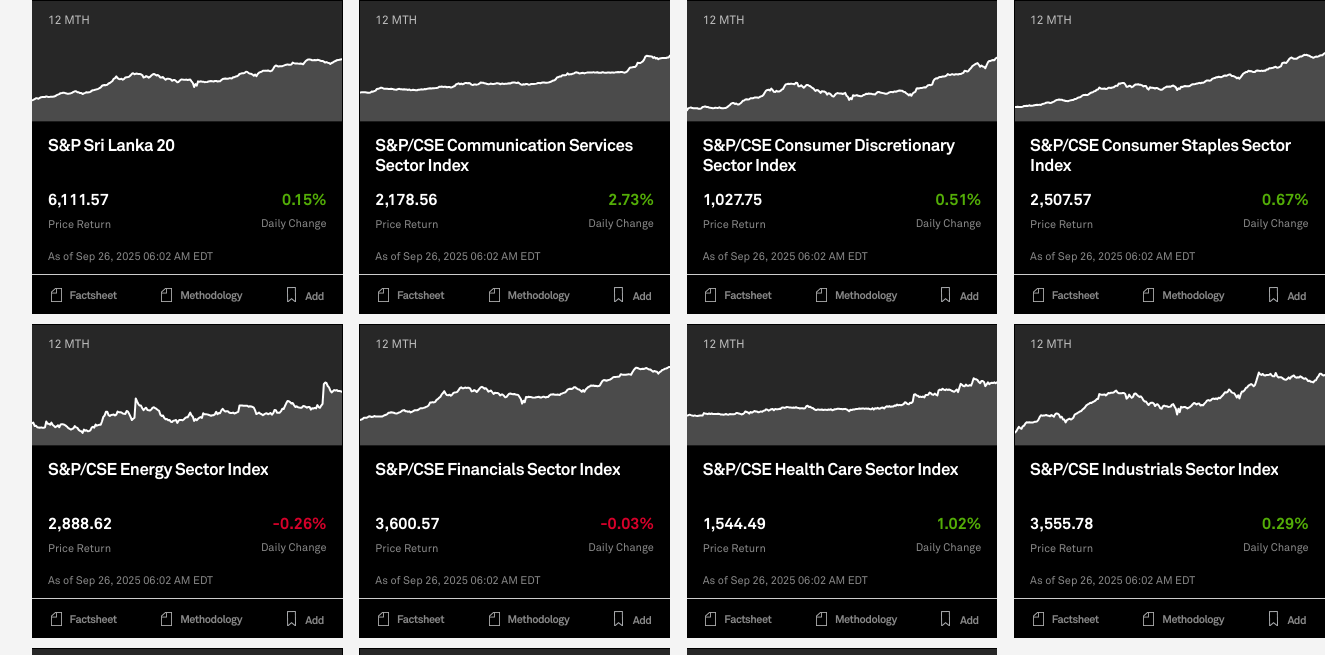 12 MTH
12 MTH
12 MTH
12 MTH
S&P Sri Lanka 20
S&P/CSE Communication Services
Sector Index
S&P/CSE Consumer Discretionary
Sector Index
S&P/CSE Consumer Staples Sector
Index
6,111.57 0.15%
Price Return Daily Change
2,178.56 2.73%
Price Return Daily Change
1,027.75 0.51%
Price Return Daily Change
2,507.57 0.67%
Price Return Daily Change
As of Sep 26, 2025 06:02 AM EDT
As of Sep 26, 2025 06:02 AM EDT
As of Sep 26, 2025 06:02 AM EDT
As of Sep 26, 2025 06:02 AM EDT
Factsheet Methodology Add
Factsheet Methodology Add
Factsheet Methodology Add
Factsheet Methodology Add
12 MTH
12 MTH
12 MTH
12 MTH
S&P/CSE Energy Sector Index
S&P/CSE Financials Sector Index
S&P/CSE Health Care Sector Index
S&P/CSE Industrials Sector Index
2,888.62 -0.26%
Price Return Daily Change
3,600.57 -0.03%
Price Return Daily Change
1,544.49 1.02%
Price Return Daily Change
3,555.78 0.29%
Price Return Daily Change
As of Sep 26, 2025 06:02 AM EDT
As of Sep 26, 2025 06:02 AM EDT
As of Sep 26, 2025 06:02 AM EDT
As of Sep 26, 2025 06:02 AM EDT
Factsheet Methodology Add
Factsheet Methodology Add
Factsheet Methodology Add
Factsheet Methodology Add